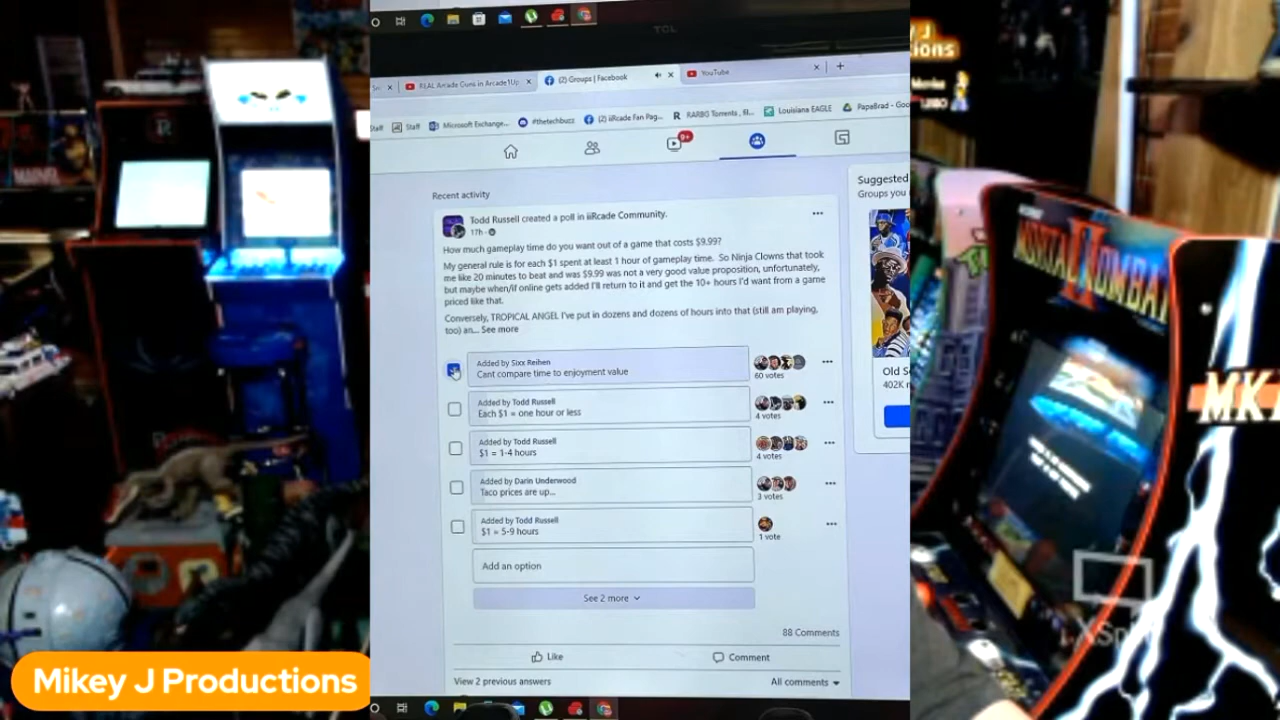 TCL
REAL Arcade Guns in Arcade1Up
(2) Groups | Facebook
YouTube
Staff
Staff
Microsoft Exchange...
#thetechbuzz
(2) iiRcade Fan Pag...
RARBG Torrents , fil...
Louisiana EAGLE
PapaBrad - Goo
9+
Recent activity
Todd Russell created a poll in iiRcade Community.
17h
How much gameplay time do you want out of a game that costs $9.99?
My general rule is for each $1 spent at least 1 hour of gameplay time. So Ninja Clowns that took
me like 20 minutes to beat and was $9.99 was not a very good value proposition, unfortunately,
but maybe when/if online gets added I'll return to it and get the 10+ hours I'd want from a game
priced like that.
Conversely, TROPICAL ANGEL I've put in dozens and dozens of hours into that (still am playing,
too) an... See more
Added by Sixx Reihen
Cant compare time to enjoyment value
60 votes
Added by Todd Russell
Each $1 = one hour or less
4 votes
Added by Todd Russell
$1 = 1-4 hours
4 votes
Added by Darin Underwood
Taco prices are up...
3 votes
Added by Todd Russell
$1 = 5-9 hours
1 vote
Add an option
See 2 more
88 Comments
Like
Comment
View 2 previous answers
All comments
Suggested
Groups you
Old S
402K
MARVEL
MORTAL KOMBAT
II
MK
XSp
Mikey J Productions